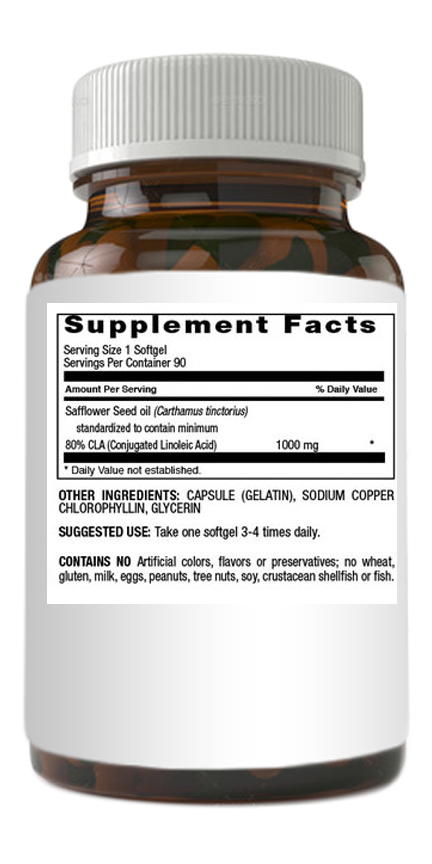 Supplement Facts
Serving Size 1 Softgel
Servings Per Container 90
Amount Per Serving % Daily Value
Safflower Seed oil (Carthamus tinctorius)
standardized to contain minimum
80% CLA (Conjugated Linoleic Acid) 1000 mg *
* Daily Value not established.
OTHER INGREDIENTS: CAPSULE (GELATIN), SODIUM COPPER
CHLOROPHYLLIN, GLYCERIN
SUGGESTED USE: Take one softgel 3-4 times daily.
CONTAINS NO Artificial colors, flavors or preservatives; no wheat,
gluten, milk, eggs, peanuts, tree nuts, soy, crustacean shellfish or fish.